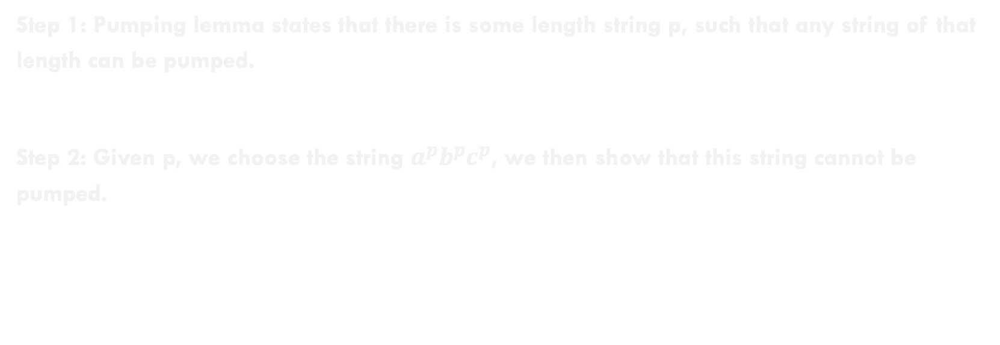 Step 1: Pumping lemma states that there is some length string p, such that any string of that
length can be pumped.
Step 2: Given p, we choose the string $a^p b^p c^p$, we then show that this string cannot be
pumped.